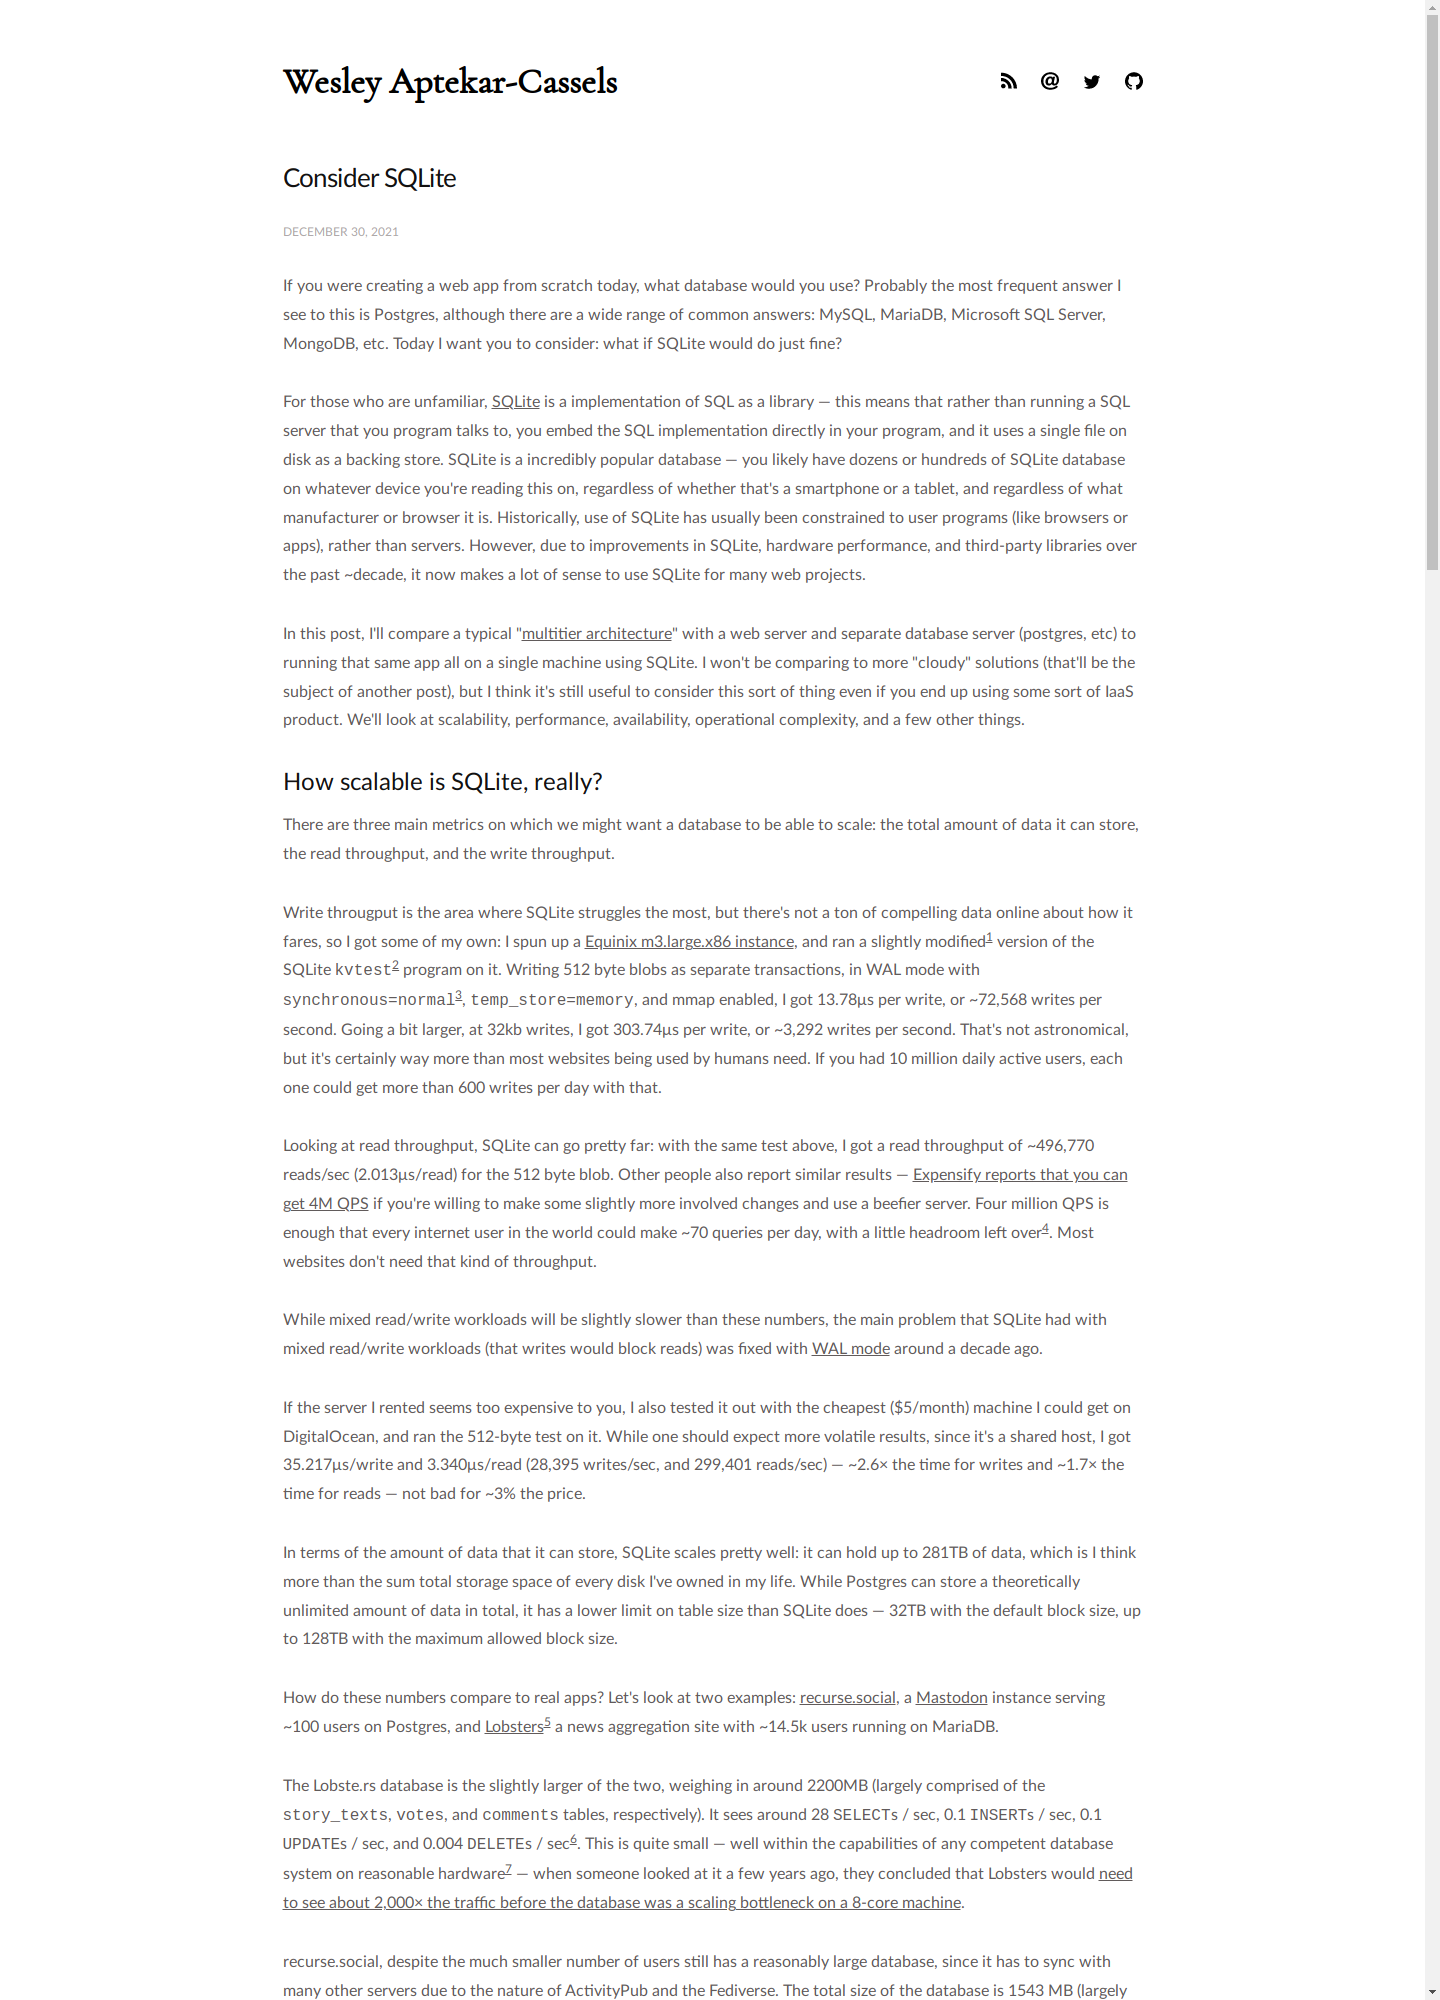 Wesley Aptekar-Cassels
Consider SQLite
DECEMBER 30, 2021
If you were creating a web app from scratch today, what database would you use? Probably the most frequent answer I
see to this is Postgres, although there are a wide range of common answers: MySQL, MariaDB, Microsoft SQL Server,
MongoDB, etc. Today I want you to consider: what if SQLite would do just fine?
For those who are unfamiliar, SQLite is a implementation of SQL as a library — this means that rather than running a SQL
server that you program talks to, you embed the SQL implementation directly in your program, and it uses a single file on
disk as a backing store. SQLite is a incredibly popular database — you likely have dozens or hundreds of SQLite database
on whatever device you're reading this on, regardless of whether that's a smartphone or a tablet, and regardless of what
manufacturer or browser it is. Historically, use of SQLite has usually been constrained to user programs (like browsers or
apps), rather than servers. However, due to improvements in SQLite, hardware performance, and third-party libraries over
the past ~decade, it now makes a lot of sense to use SQLite for many web projects.
In this post, I'll compare a typical "multitier architecture" with a web server and separate database server (postgres, etc) to
running that same app all on a single machine using SQLite. I won't be comparing to more "cloudy" solutions (that'll be the
subject of another post), but I think it's still useful to consider this sort of thing even if you end up using some sort of IaaS
product. We'll look at scalability, performance, availability, operational complexity, and a few other things.
How scalable is SQLite, really?
There are three main metrics on which we might want a database to be able to scale: the total amount of data it can store,
the read throughput, and the write throughput.
Write througput is the area where SQLite struggles the most, but there's not a ton of compelling data online about how it
fares, so I got some of my own: I spun up a Equinix m3.large.x86 instance, and ran a slightly modified1 version of the
SQLite kvtest2 program on it. Writing 512 byte blobs as separate transactions, in WAL mode with
synchronous=normal3, temp_store=memory, and mmap enabled, I got 13.78μs per write, or ~72,568 writes per
second. Going a bit larger, at 32kb writes, I got 303.74μs per write, or ~3,292 writes per second. That's not astronomical,
but it's certainly way more than most websites being used by humans need. If you had 10 million daily active users, each
one could get more than 600 writes per day with that.
Looking at read throughput, SQLite can go pretty far: with the same test above, I got a read throughput of ~496,770
reads/sec (2.013μs/read) for the 512 byte blob. Other people also report similar results — Expensify reports that you can
get 4M QPS if you're willing to make some slightly more involved changes and use a beefier server. Four million QPS is
enough that every internet user in the world could make ~70 queries per day, with a little headroom left over4. Most
websites don't need that kind of throughput.
While mixed read/write workloads will be slightly slower than these numbers, the main problem that SQLite had with
mixed read/write workloads (that writes would block reads) was fixed with WAL mode around a decade ago.
If the server I rented seems too expensive to you, I also tested it out with the cheapest ($5/month) machine I could get on
DigitalOcean, and ran the 512-byte test on it. While one should expect more volatile results, since it's a shared host, I got
35.217μs/write and 3.340μs/read (28,395 writes/sec, and 299,401 reads/sec) — ~2.6× the time for writes and ~1.7× the
time for reads — not bad for ~3% the price.
In terms of the amount of data that it can store, SQLite scales pretty well: it can hold up to 281TB of data, which is I think
more than the sum total storage space of every disk I've owned in my life. While Postgres can store a theoretically
unlimited amount of data in total, it has a lower limit on table size than SQLite does — 32TB with the default block size, up
to 128TB with the maximum allowed block size.
How do these numbers compare to real apps? Let's look at two examples: recurse.social, a Mastodon instance serving
~100 users on Postgres, and Lobsters5 a news aggregation site with ~14.5k users running on MariaDB.
The Lobste.rs database is the slightly larger of the two, weighing in around 2200MB (largely comprised of the
story_texts, votes, and comments tables, respectively). It sees around 28 SELECTs / sec, 0.1 INSERTs / sec, 0.1
UPDATEs / sec, and 0.004 DELETEs / sec6. This is quite small — well within the capabilities of any competent database
system on reasonable hardware7 — when someone looked at it a few years ago, they concluded that Lobsters would need
to see about 2,000× the traffic before the database was a scaling bottleneck on a 8-core machine.
recurse.social, despite the much smaller number of users still has a reasonably large database, since it has to sync with
many other servers due to the nature of ActivityPub and the Fediverse. The total size of the database is 1543 MB (largely